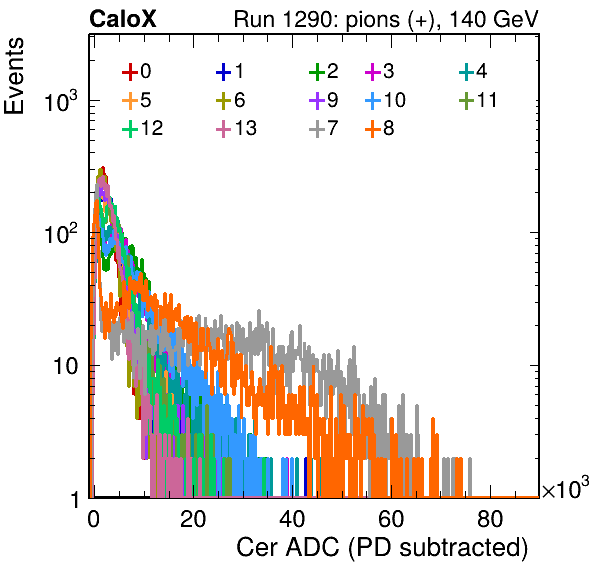 CaloX Run 1290: pions (+), 140 GeV
Events
0 1 2 3 4
5 6 9 10 11
12 13 7 8
10³
10²
10
1
0 20 40 60 80 ×10³
Cer ADC (PD subtracted)